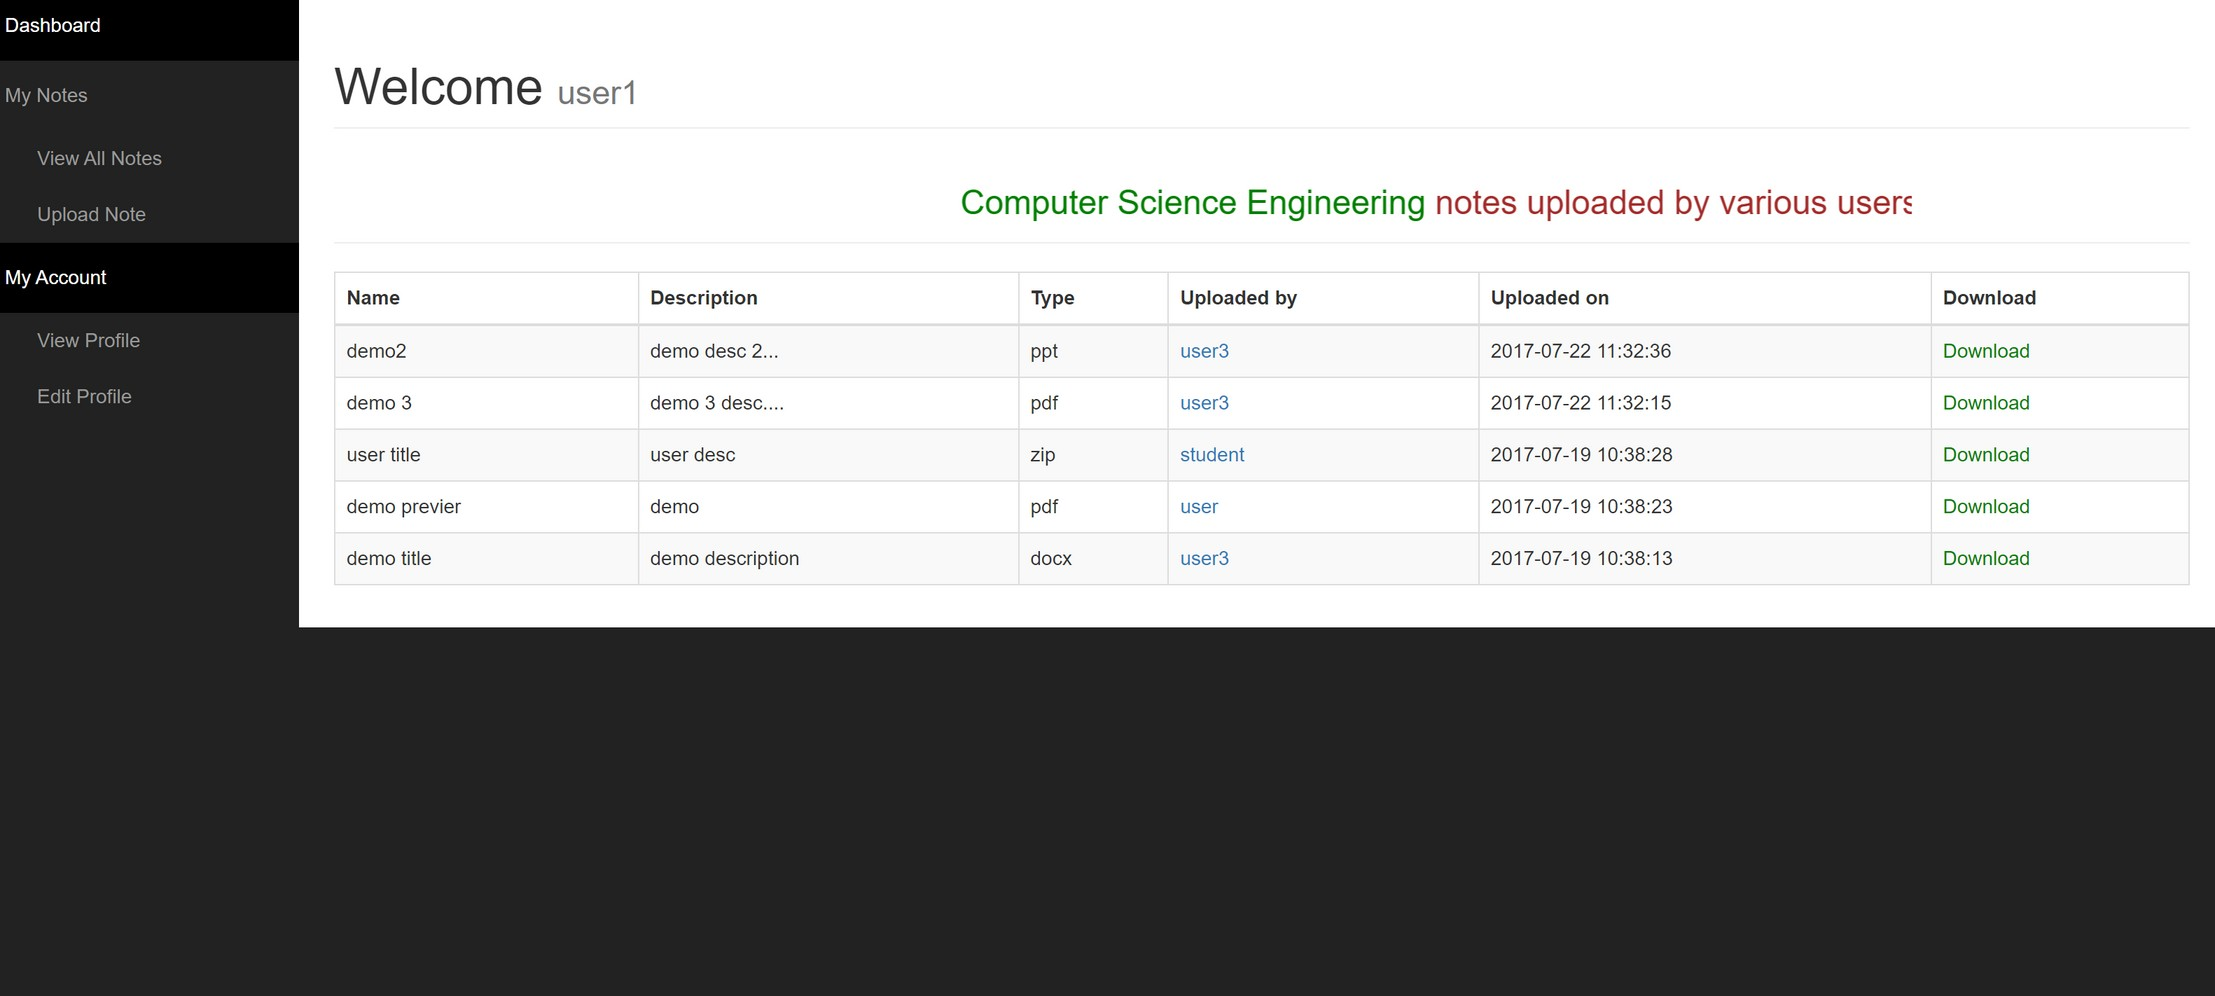 Dashboard
My Notes
View All Notes
Upload Note
My Account
View Profile
Edit Profile
Welcome user1
Computer Science Engineering notes uploaded by various users
Name Description Type Uploaded by Uploaded on Download
demo2 demo desc 2... ppt user3 2017-07-22 11:32:36 Download
demo 3 demo 3 desc.... pdf user3 2017-07-22 11:32:15 Download
user title user desc zip student 2017-07-19 10:38:28 Download
demo previer demo pdf user 2017-07-19 10:38:23 Download
demo title demo description docx user3 2017-07-19 10:38:13 Download